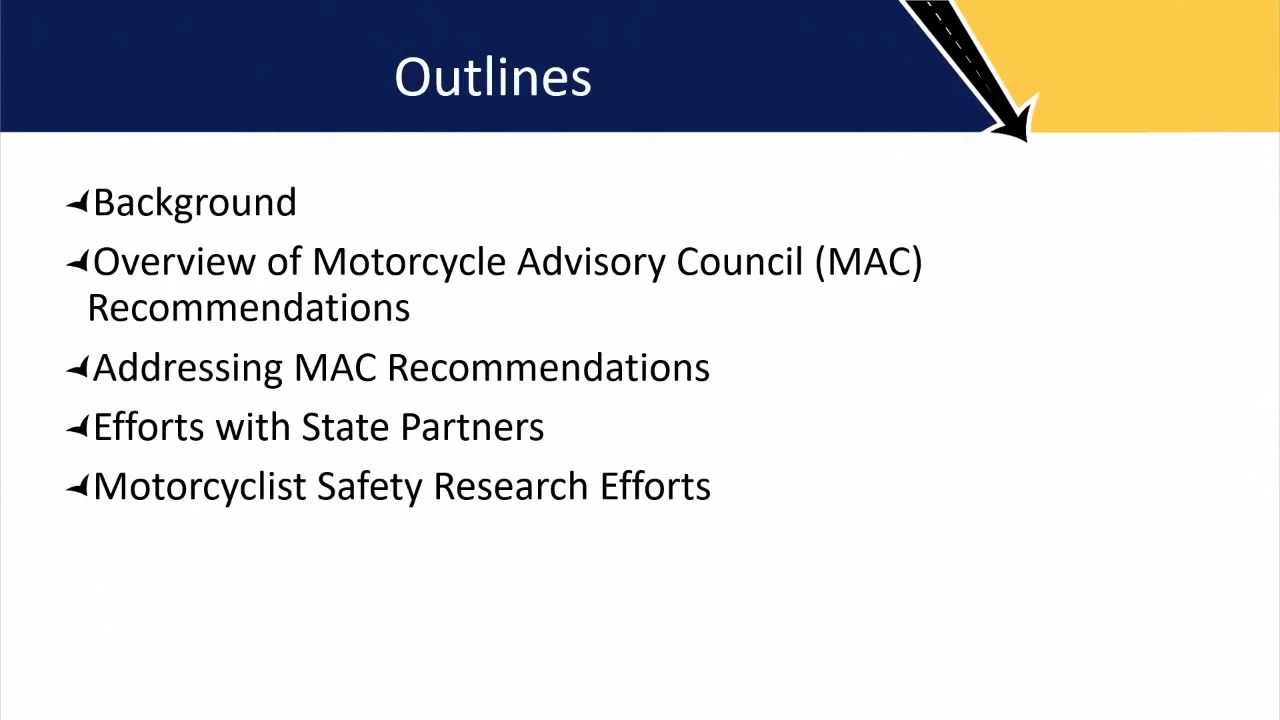 Outlines
Background
Overview of Motorcycle Advisory Council (MAC)
Recommendations
Addressing MAC Recommendations
Efforts with State Partners
Motorcyclist Safety Research Efforts